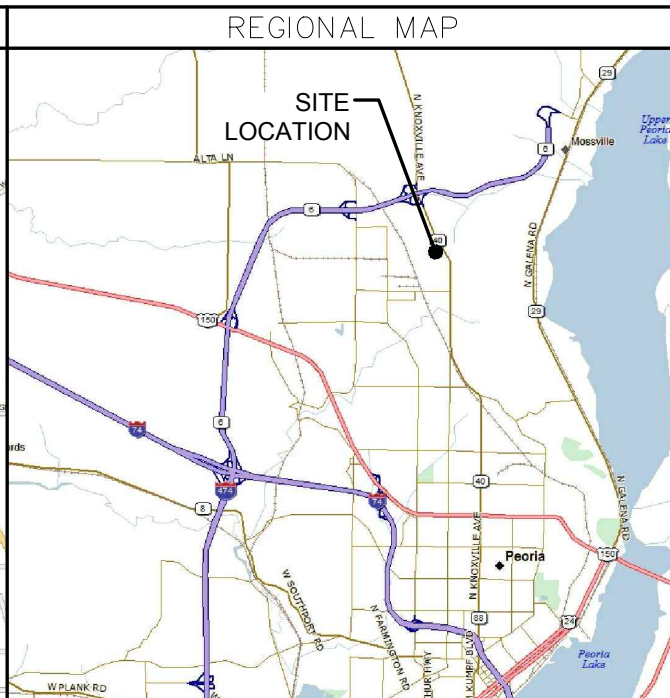 REGIONAL MAP
29
SITE
LOCATION
N KNOXVILLE AVE
Upper
Peoria
Lake
Mossville
6
ALTA LN
6
40
N GALENA RD
29
150
6
74
ards
474
74
40
8
N GALENA RD
N KNOXVILLE AVE
150
Peoria
W SOUTHPORT RD
N FARMINGTON RD
88
24
KUMPF BLVD
Peoria
Lake
W PLANK RD